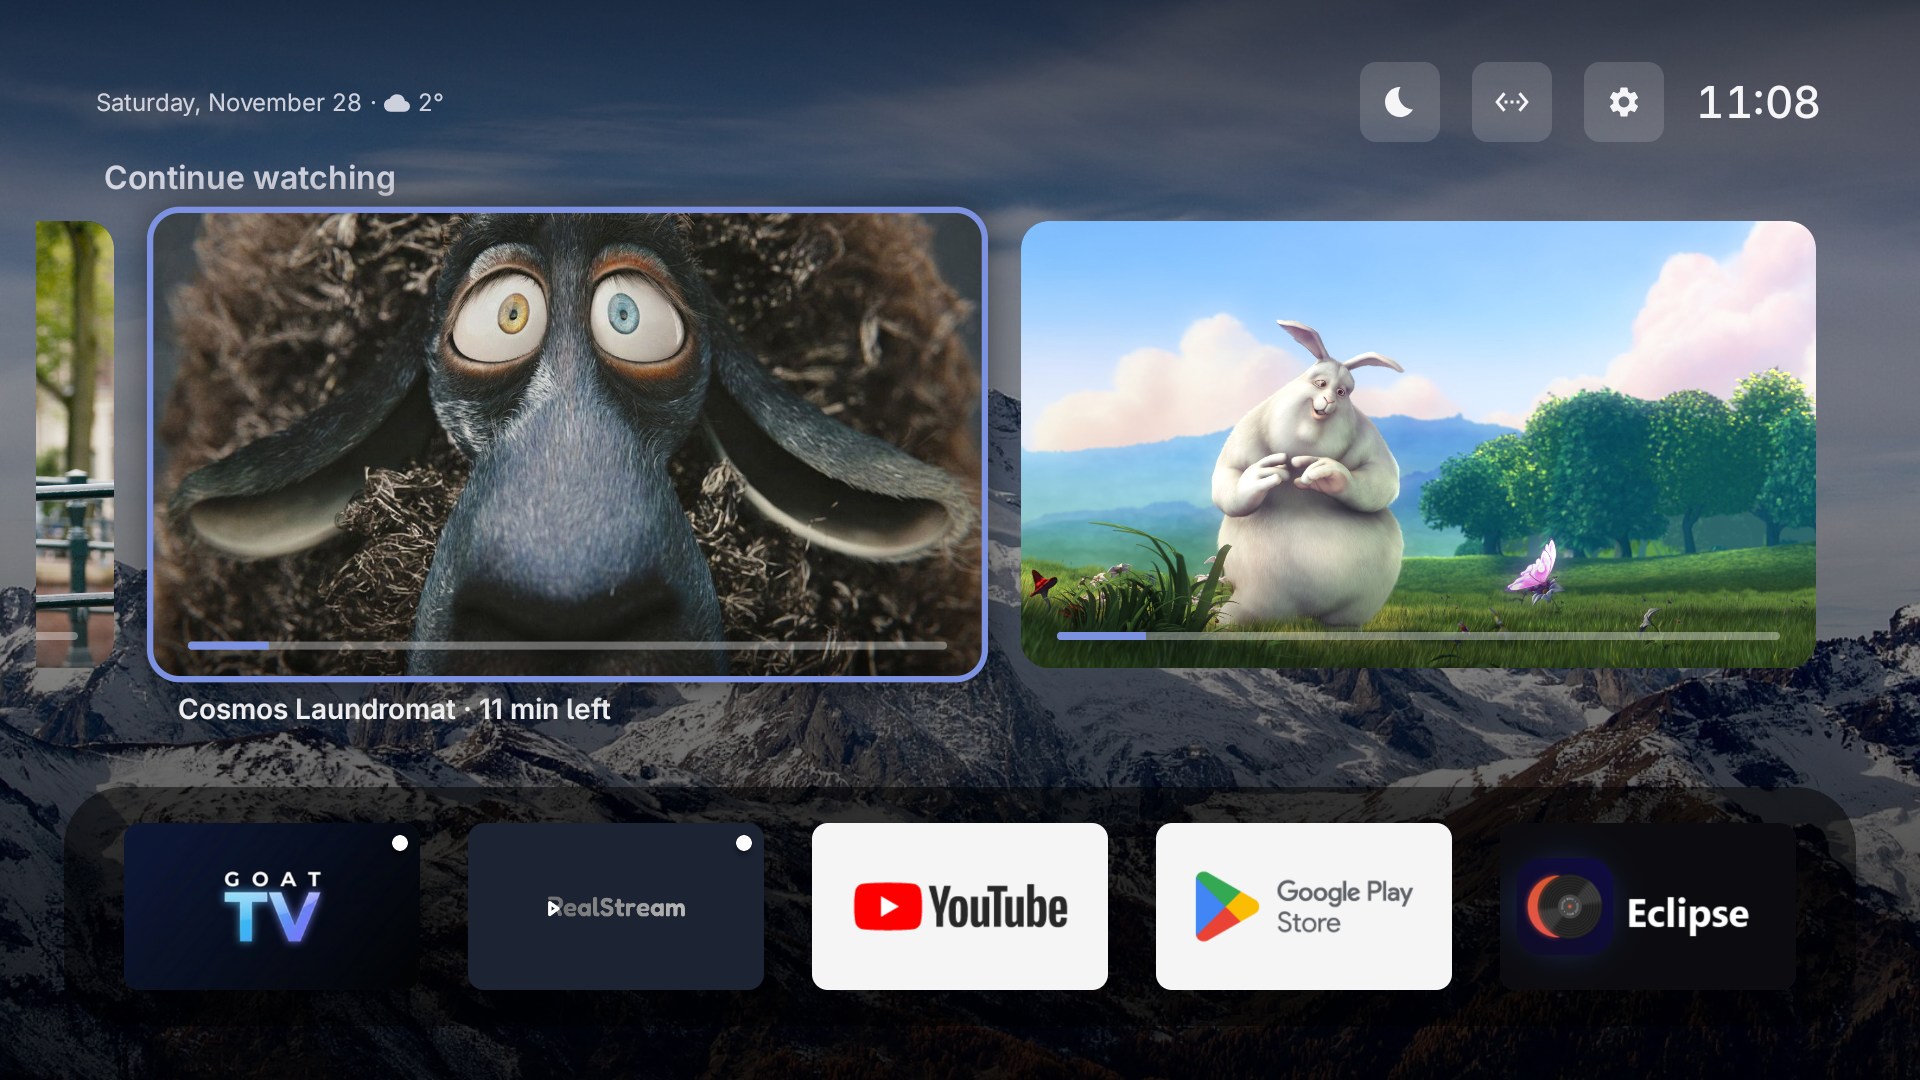 Saturday, November 28 · 2°
11:08
Continue watching
Cosmos Laundromat · 11 min left
GOAT
TV
RealStream
YouTube
Google Play
Store
Eclipse